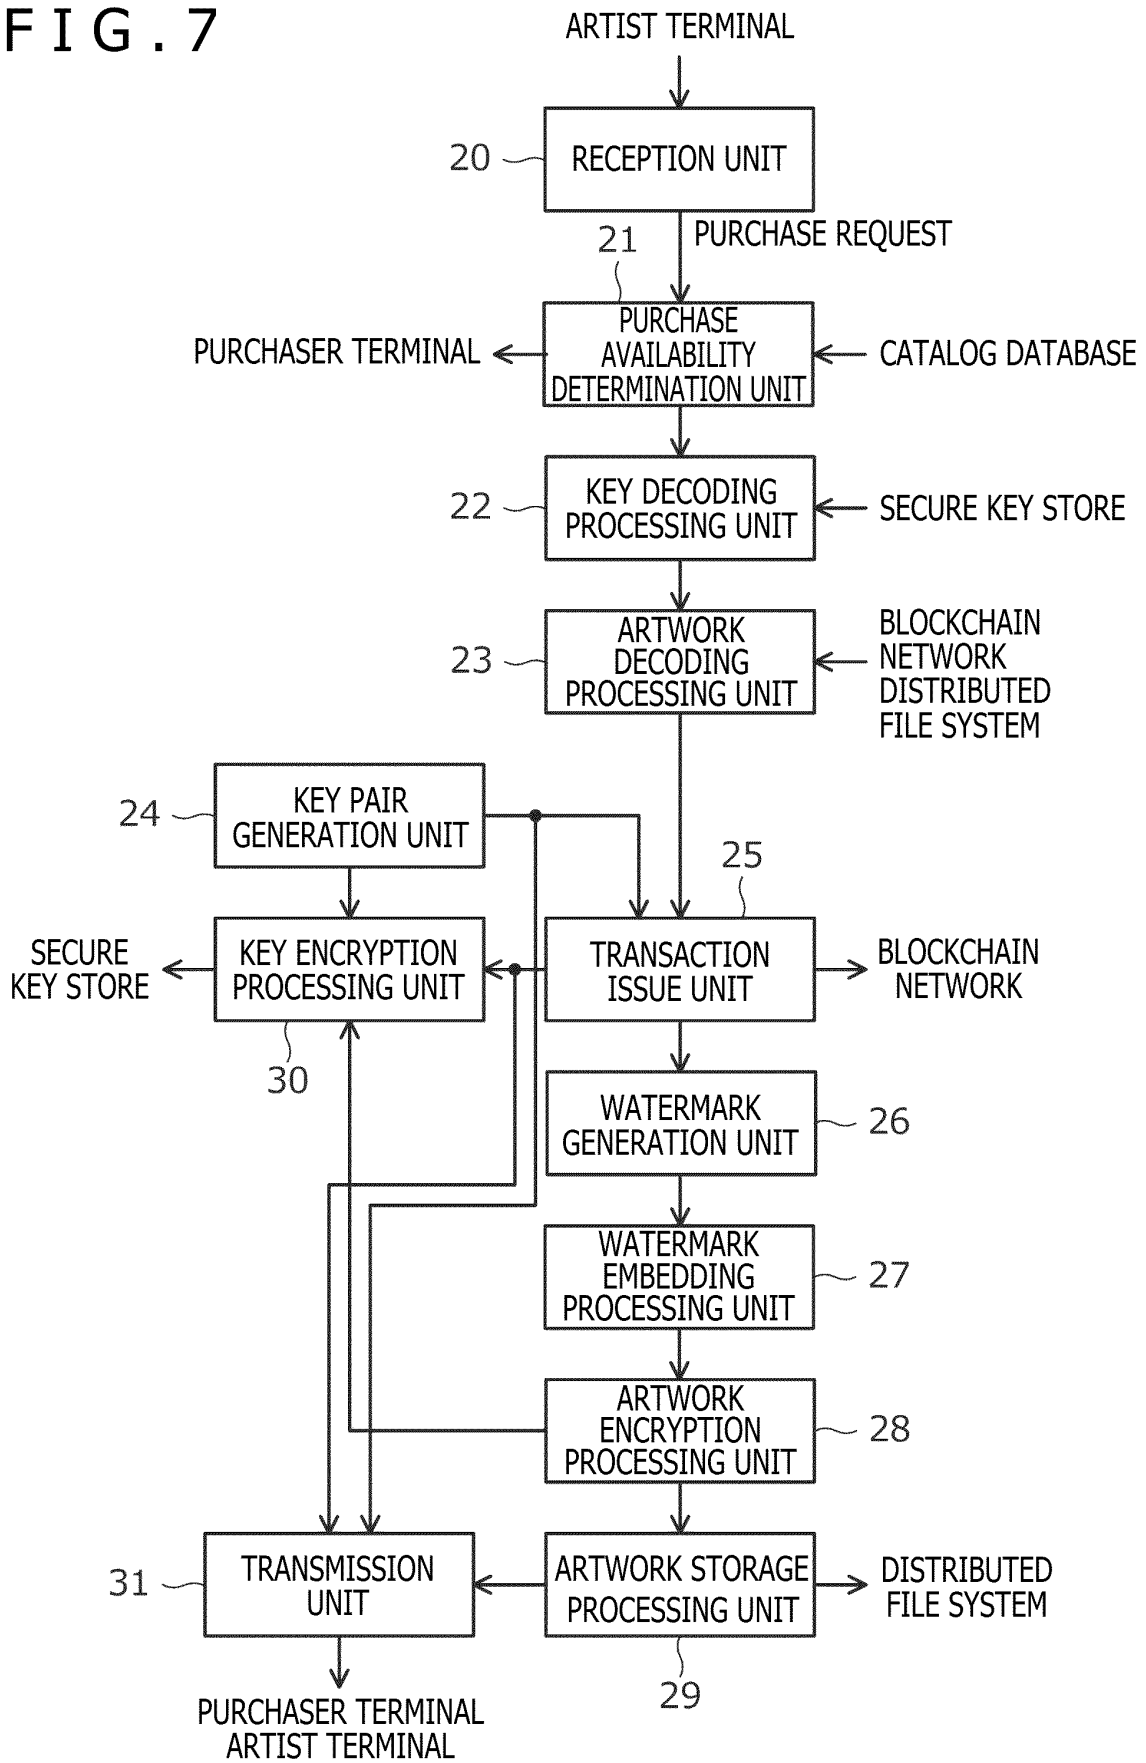 FIG.7
ARTIST TERMINAL
20
RECEPTION UNIT
PURCHASE REQUEST
21
PURCHASE
AVAILABILITY
DETERMINATION UNIT
PURCHASER TERMINAL
CATALOG DATABASE
22
KEY DECODING
PROCESSING UNIT
SECURE KEY STORE
23
ARTWORK
DECODING
PROCESSING UNIT
BLOCKCHAIN
NETWORK
DISTRIBUTED
FILE SYSTEM
24
KEY PAIR
GENERATION UNIT
25
SECURE
KEY STORE
KEY ENCRYPTION
PROCESSING UNIT
30
TRANSACTION
ISSUE UNIT
BLOCKCHAIN
NETWORK
WATERMARK
GENERATION UNIT
26
WATERMARK
EMBEDDING
PROCESSING UNIT
27
ARTWORK
ENCRYPTION
PROCESSING UNIT
28
31
TRANSMISSION
UNIT
ARTWORK STORAGE
PROCESSING UNIT
29
DISTRIBUTED
FILE SYSTEM
PURCHASER TERMINAL
ARTIST TERMINAL